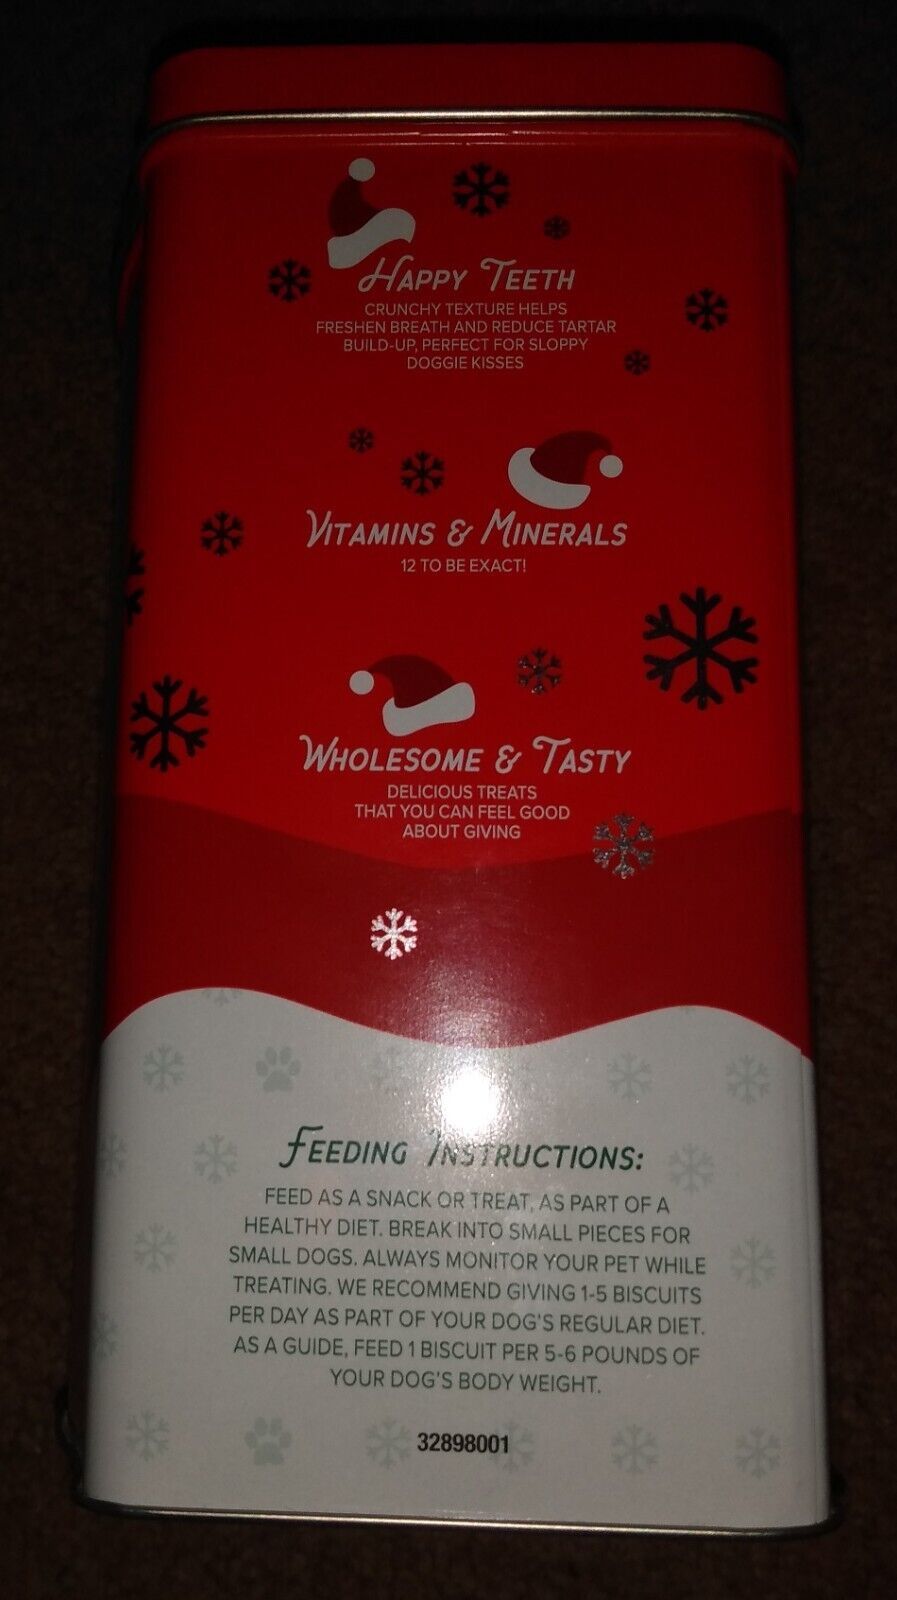 HAPPY TEETH
CRUNCHY TEXTURE HELPS
FRESHEN BREATH AND REDUCE TARTAR
BUILD-UP, PERFECT FOR SLOPPY
DOGGIE KISSES
VITAMINS & MINERALS
12 TO BE EXACT!
WHOLESOME & TASTY
DELICIOUS TREATS
THAT YOU CAN FEEL GOOD
ABOUT GIVING
FEEDING INSTRUCTIONS:
FEED AS A SNACK OR TREAT, AS PART OF A
HEALTHY DIET. BREAK INTO SMALL PIECES FOR
SMALL DOGS. ALWAYS MONITOR YOUR PET WHILE
TREATING. WE RECOMMEND GIVING 1-5 BISCUITS
PER DAY AS PART OF YOUR DOG'S REGULAR DIET.
AS A GUIDE, FEED 1 BISCUIT PER 5-6 POUNDS OF
YOUR DOG'S BODY WEIGHT.
32898001